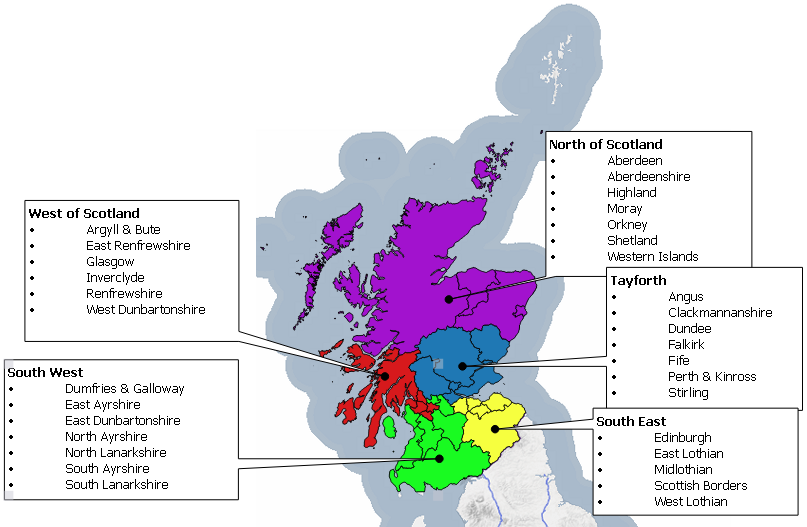 North of Scotland
• Aberdeen
• Aberdeenshire
• Highland
• Moray
• Orkney
• Shetland
• Western Islands
West of Scotland
• Argyll & Bute
• East Renfrewshire
• Glasgow
• Inverclyde
• Renfrewshire
• West Dunbartonshire
Tayforth
• Angus
• Clackmannanshire
• Dundee
• Falkirk
• Fife
• Perth & Kinross
• Stirling
South West
• Dumfries & Galloway
• East Ayrshire
• East Dunbartonshire
• North Ayrshire
• North Lanarkshire
• South Ayrshire
• South Lanarkshire
South East
• Edinburgh
• East Lothian
• Midlothian
• Scottish Borders
• West Lothian